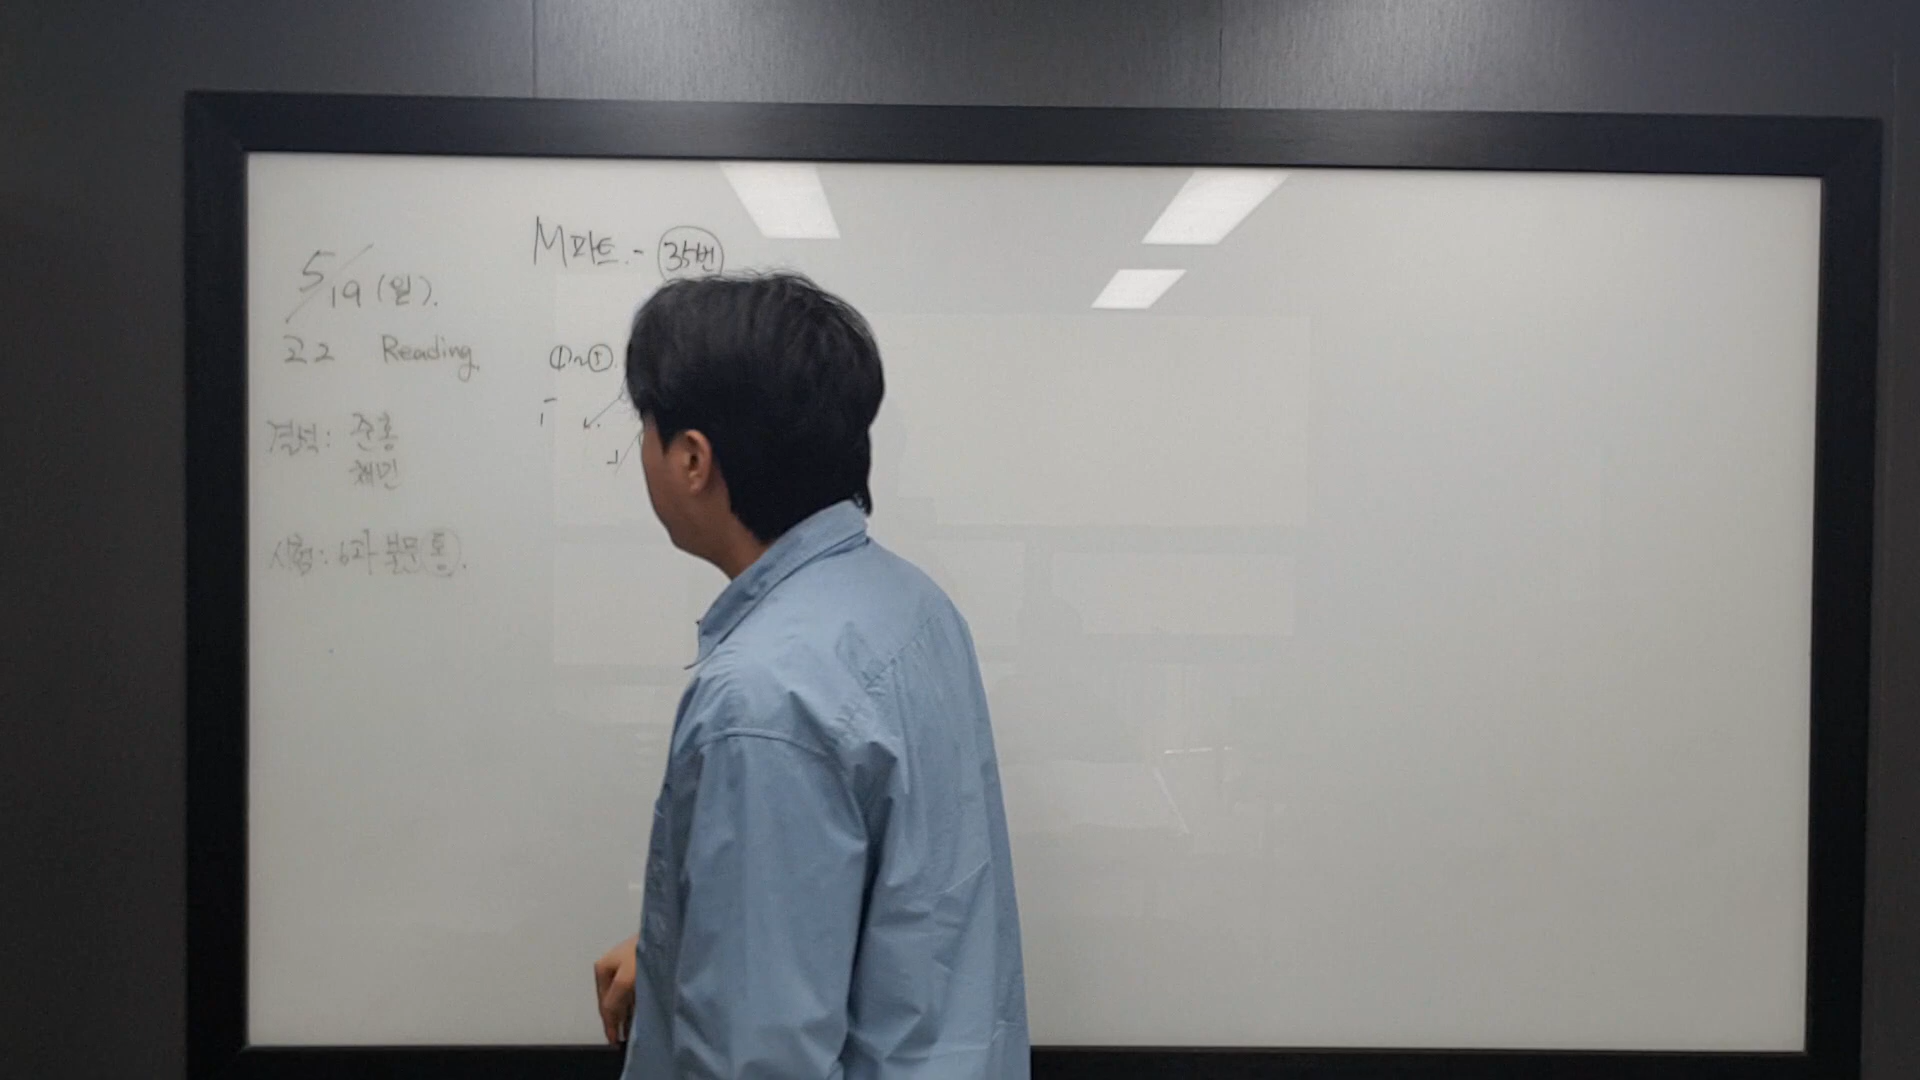 5/19 (일).
고2 Reading
결석: 준홍
채민
시험: 6과 본문 (통).
M파트. - 35번
①~⑤.